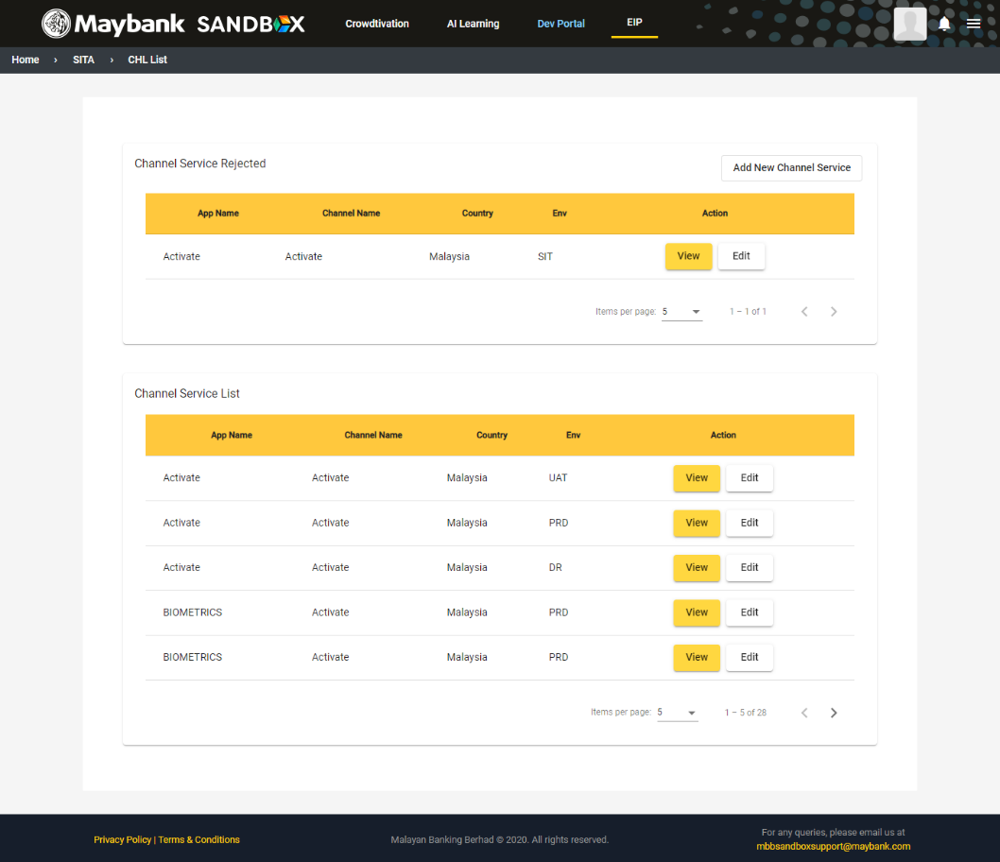 Maybank SANDBOX Crowdtivation AI Learning Dev Portal EIP
Home › SITA › CHL List
Channel Service Rejected
Add New Channel Service
App Name Channel Name Country Env Action
Activate Activate Malaysia SIT View Edit
Items per page: 5 1 – 1 of 1
Channel Service List
App Name Channel Name Country Env Action
Activate Activate Malaysia UAT View Edit
Activate Activate Malaysia PRD View Edit
Activate Activate Malaysia DR View Edit
BIOMETRICS Activate Malaysia PRD View Edit
BIOMETRICS Activate Malaysia PRD View Edit
Items per page: 5 1 – 5 of 28
Privacy Policy | Terms & Conditions
Malayan Banking Berhad © 2020. All rights reserved.
For any queries, please email us at
mbbsandboxsupport@maybank.com